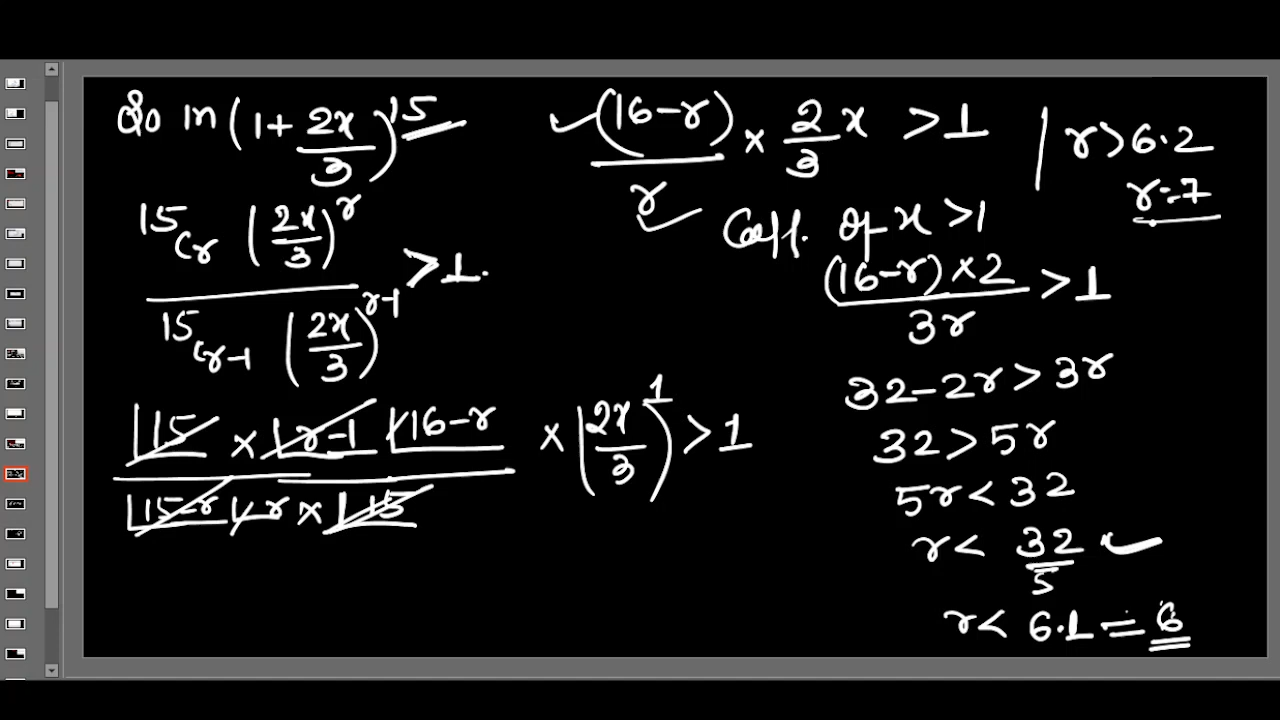 So in (1 + 2x/3)^15
15Cr (2x/3)^r / 15Cr-1 (2x/3)^r-1 > 1.
|15 × |r-1 |16-r / |15-r |r × |15 × (2x/3)^1 > 1
(16-r)/r × 2/3 x > 1
Coff. of x > 1
(16-r) × 2 / 3r > 1
32 - 2r > 3r
32 > 5r
5r < 32
r < 32/5
r < 6.1 = 6
r > 6.2
r = 7